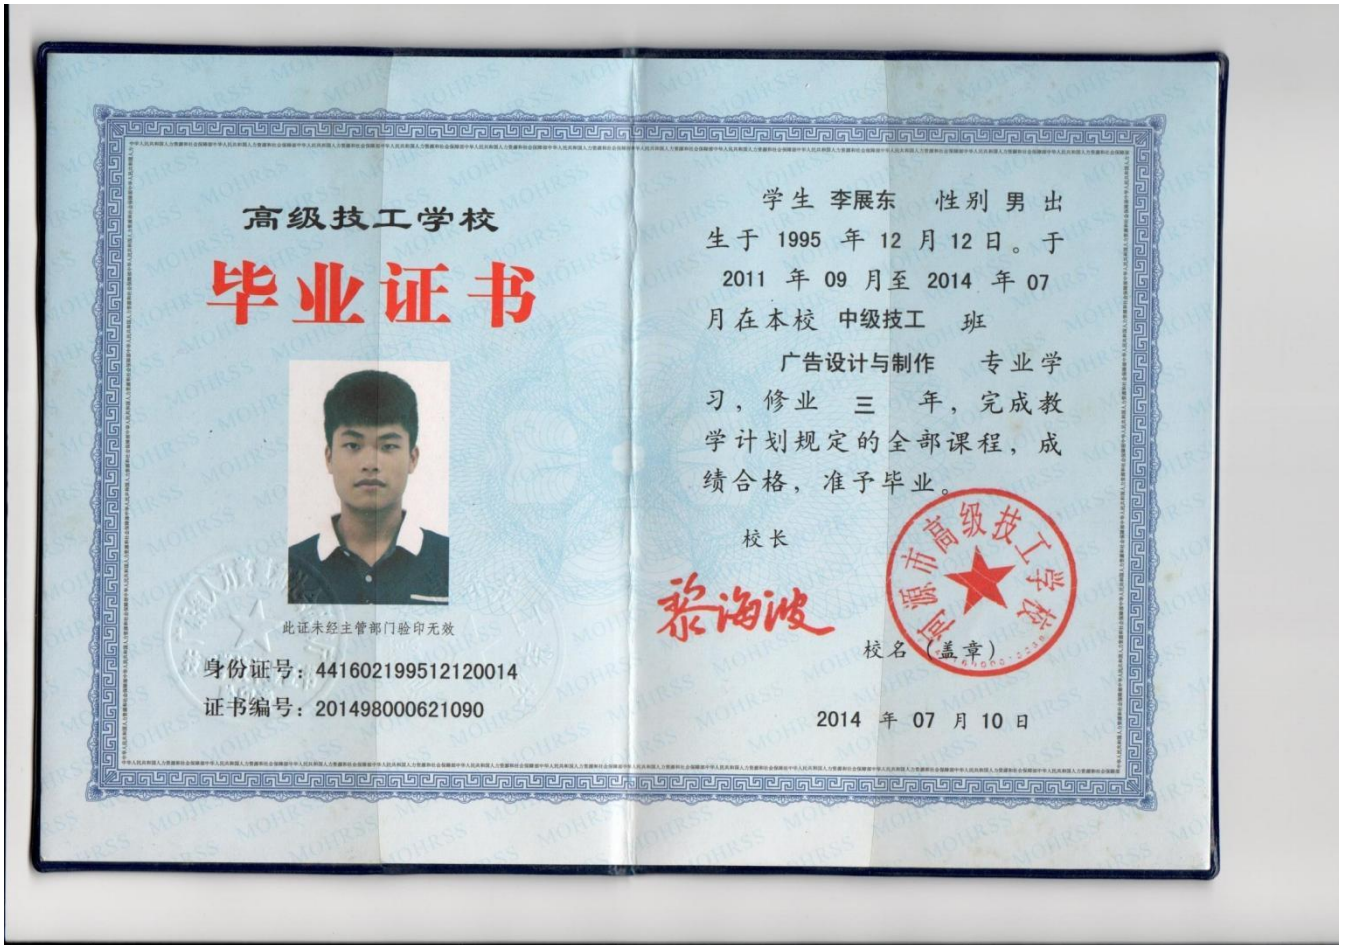 高级技工学校
毕业证书
此证未经主管部门验印无效
身份证号：441602199512120014
证书编号：201498000621090
学生 李展东 性别 男 出
生于 1995 年 12 月 12 日。于
2011 年 09 月至 2014 年 07
月在本校 中级技工 班
广告设计与制作 专业学
习，修业 三 年，完成教
学计划规定的全部课程，成
绩合格，准予毕业。
校长
黎海波
河源市高级技工学校
校名（盖章）
2014 年 07 月 10 日
MOHRSS